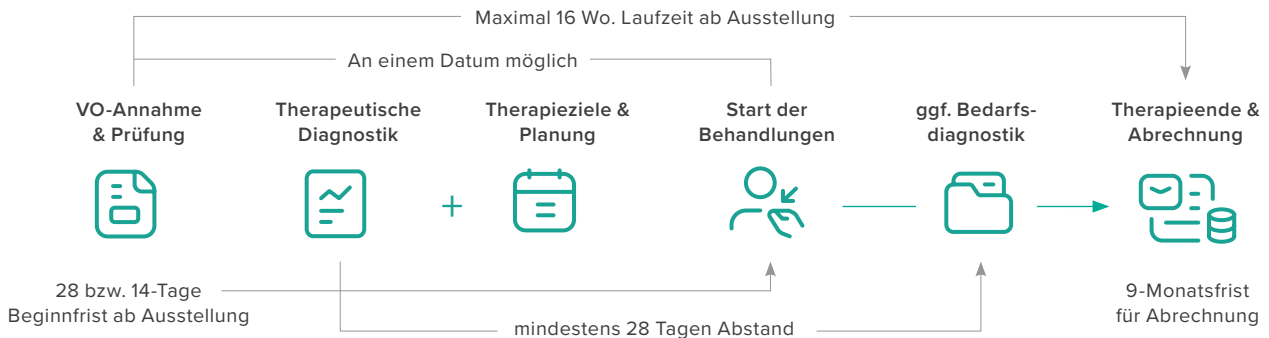 Maximal 16 Wo. Laufzeit ab Ausstellung
An einem Datum möglich
VO-Annahme
& Prüfung
Therapeutische
Diagnostik
Therapieziele &
Planung
Start der
Behandlungen
ggf. Bedarfs-
diagnostik
Therapieende &
Abrechnung
+
28 bzw. 14-Tage
Beginnfrist ab Ausstellung
mindestens 28 Tagen Abstand
9-Monatsfrist
für Abrechnung